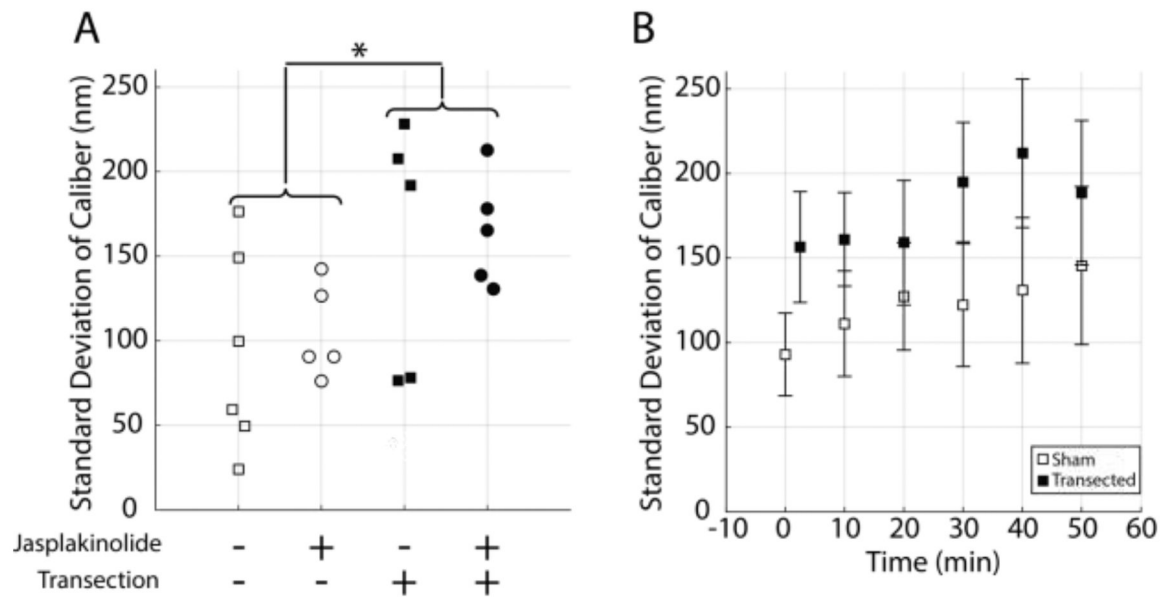 A
*
Standard Deviation of Caliber (nm)
250
200
150
100
50
0
Jasplakinolide - + - +
Transection - - + +
B
Standard Deviation of Caliber (nm)
250
200
150
100
50
0
-10 0 10 20 30 40 50 60
Time (min)
Sham
Transected